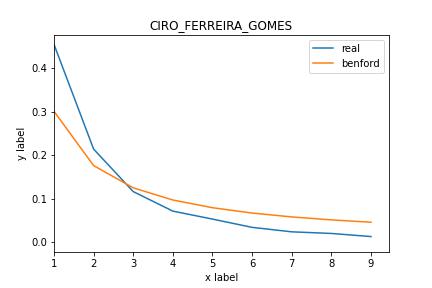 CIRO_FERREIRA_GOMES
real
benford
y label
0.4
0.3
0.2
0.1
0.0
1 2 3 4 5 6 7 8 9
x label